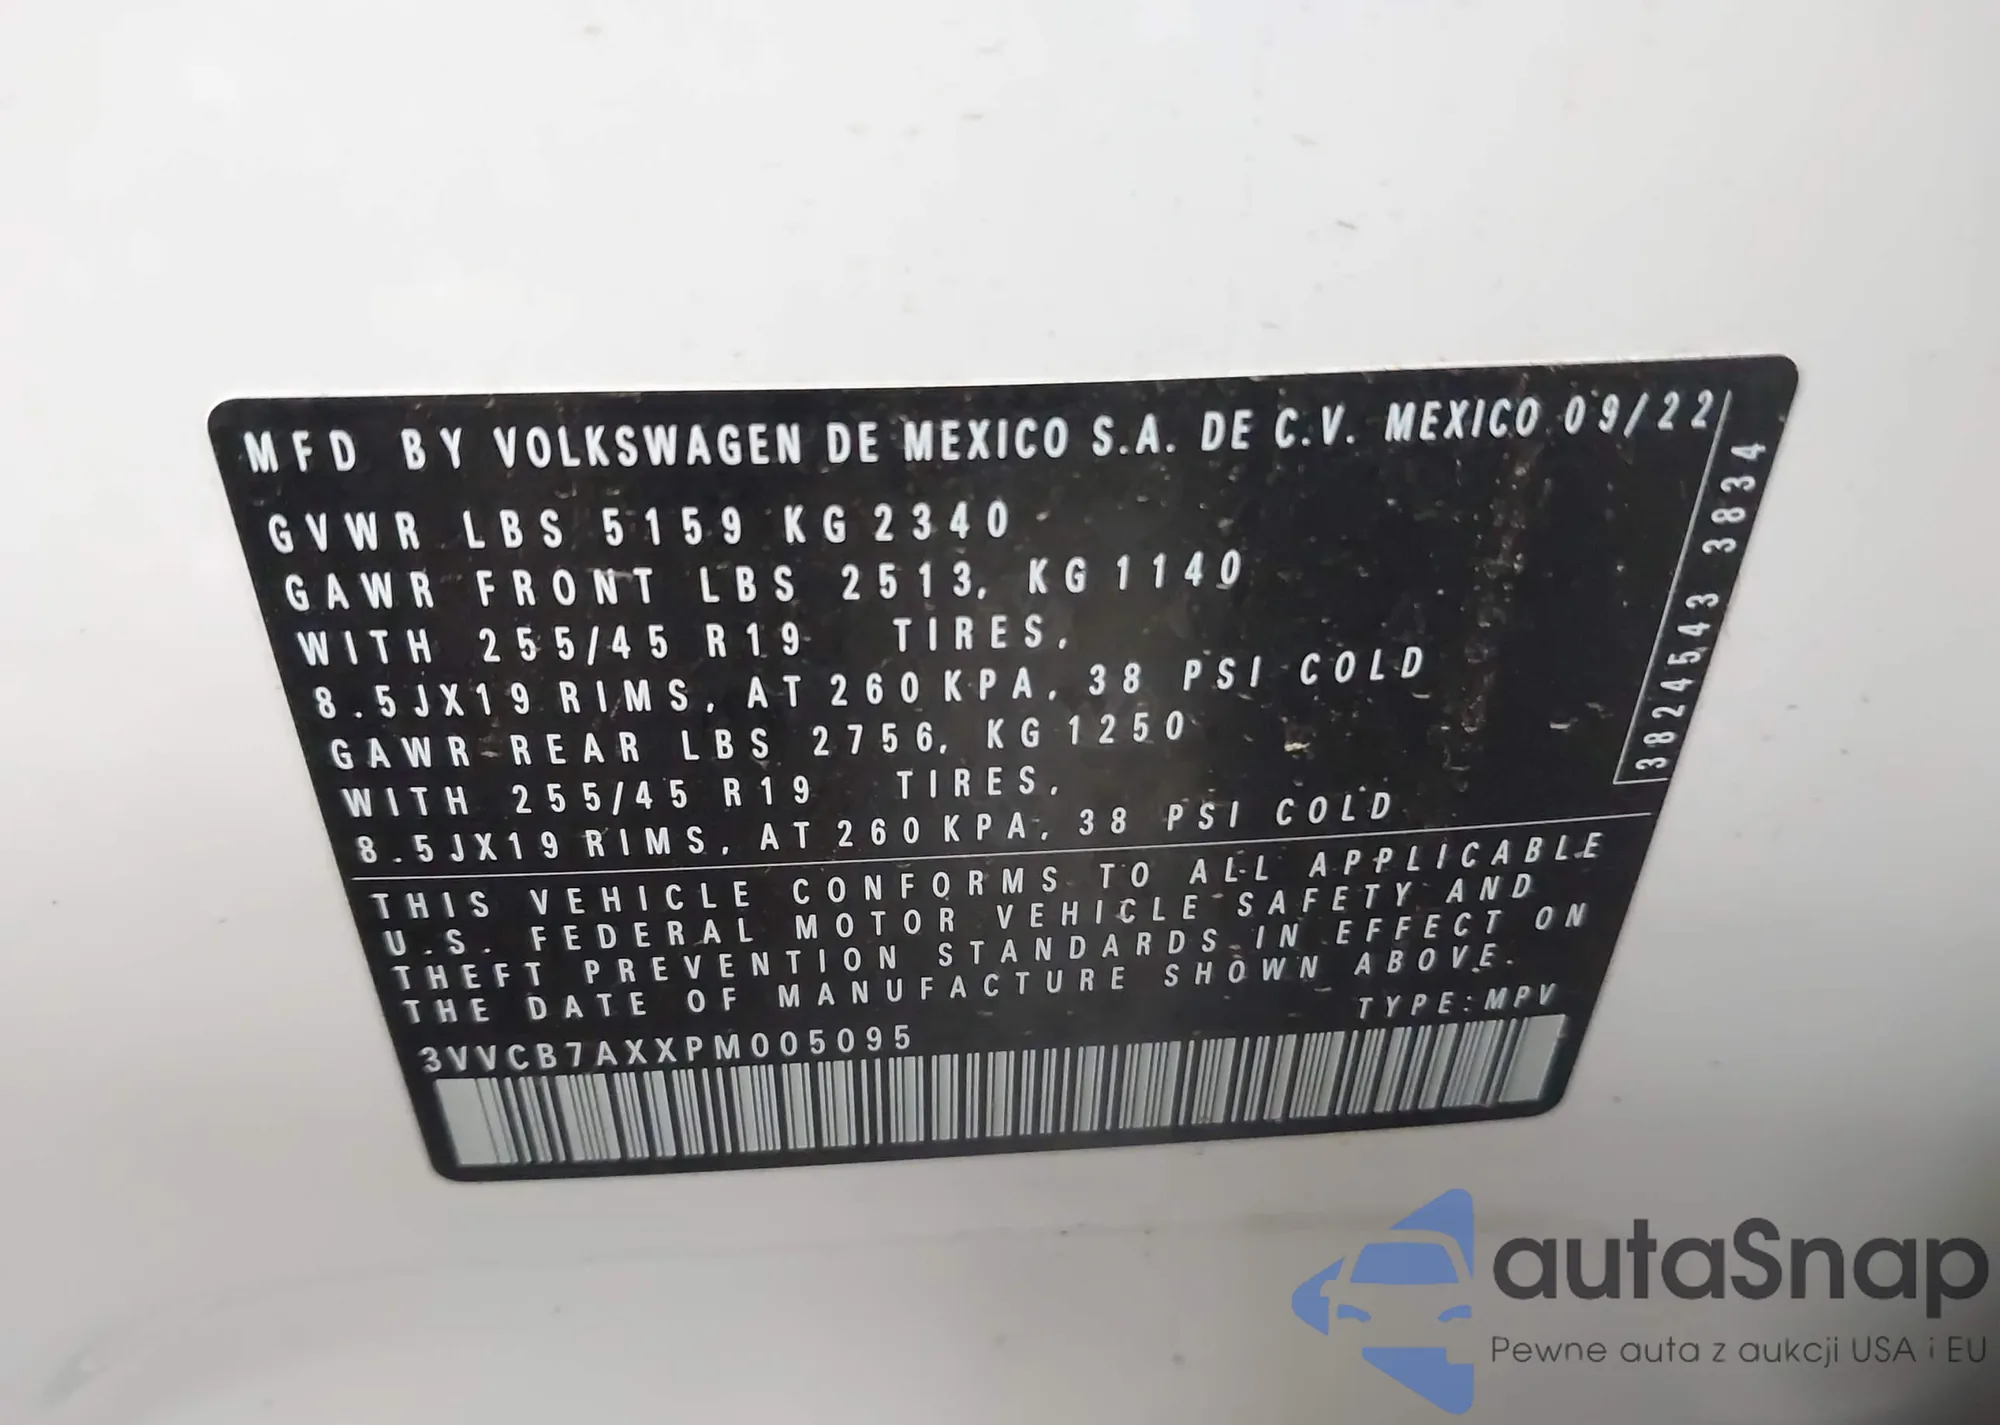 MFD BY VOLKSWAGEN DE MEXICO S.A. DE C.V. MEXICO 09/22
GVWR LBS 5159 KG 2340
GAWR FRONT LBS 2513, KG 1140
WITH 255/45 R19 TIRES,
8.5JX19 RIMS, AT 260 KPA, 38 PSI COLD
GAWR REAR LBS 2756, KG 1250
WITH 255/45 R19 TIRES,
8.5JX19 RIMS, AT 260 KPA, 38 PSI COLD
38245543 3834
THIS VEHICLE CONFORMS TO ALL APPLICABLE
U.S. FEDERAL MOTOR VEHICLE SAFETY AND
THEFT PREVENTION STANDARDS IN EFFECT ON
THE DATE OF MANUFACTURE SHOWN ABOVE.
3VVCB7AXXPM005095 TYPE: MPV
autaSnap
Pewne auta z aukcji USA i EU